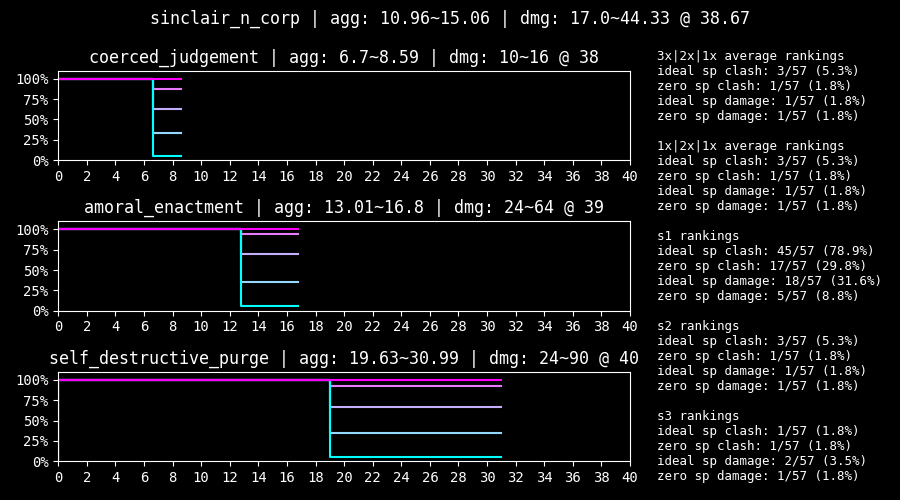 sinclair_n_corp | agg: 10.96~15.06 | dmg: 17.0~44.33 @ 38.67
coerced_judgement | agg: 6.7~8.59 | dmg: 10~16 @ 38
100%
75%
50%
25%
0%
0 2 4 6 8 10 12 14 16 18 20 22 24 26 28 30 32 34 36 38 40
amoral_enactment | agg: 13.01~16.8 | dmg: 24~64 @ 39
100%
75%
50%
25%
0%
0 2 4 6 8 10 12 14 16 18 20 22 24 26 28 30 32 34 36 38 40
self_destructive_purge | agg: 19.63~30.99 | dmg: 24~90 @ 40
100%
75%
50%
25%
0%
0 2 4 6 8 10 12 14 16 18 20 22 24 26 28 30 32 34 36 38 40
3x|2x|1x average rankings
ideal sp clash: 3/57 (5.3%)
zero sp clash: 1/57 (1.8%)
ideal sp damage: 1/57 (1.8%)
zero sp damage: 1/57 (1.8%)
1x|2x|1x average rankings
ideal sp clash: 3/57 (5.3%)
zero sp clash: 1/57 (1.8%)
ideal sp damage: 1/57 (1.8%)
zero sp damage: 1/57 (1.8%)
s1 rankings
ideal sp clash: 45/57 (78.9%)
zero sp clash: 17/57 (29.8%)
ideal sp damage: 18/57 (31.6%)
zero sp damage: 5/57 (8.8%)
s2 rankings
ideal sp clash: 3/57 (5.3%)
zero sp clash: 1/57 (1.8%)
ideal sp damage: 1/57 (1.8%)
zero sp damage: 1/57 (1.8%)
s3 rankings
ideal sp clash: 1/57 (1.8%)
zero sp clash: 1/57 (1.8%)
ideal sp damage: 2/57 (3.5%)
zero sp damage: 1/57 (1.8%)